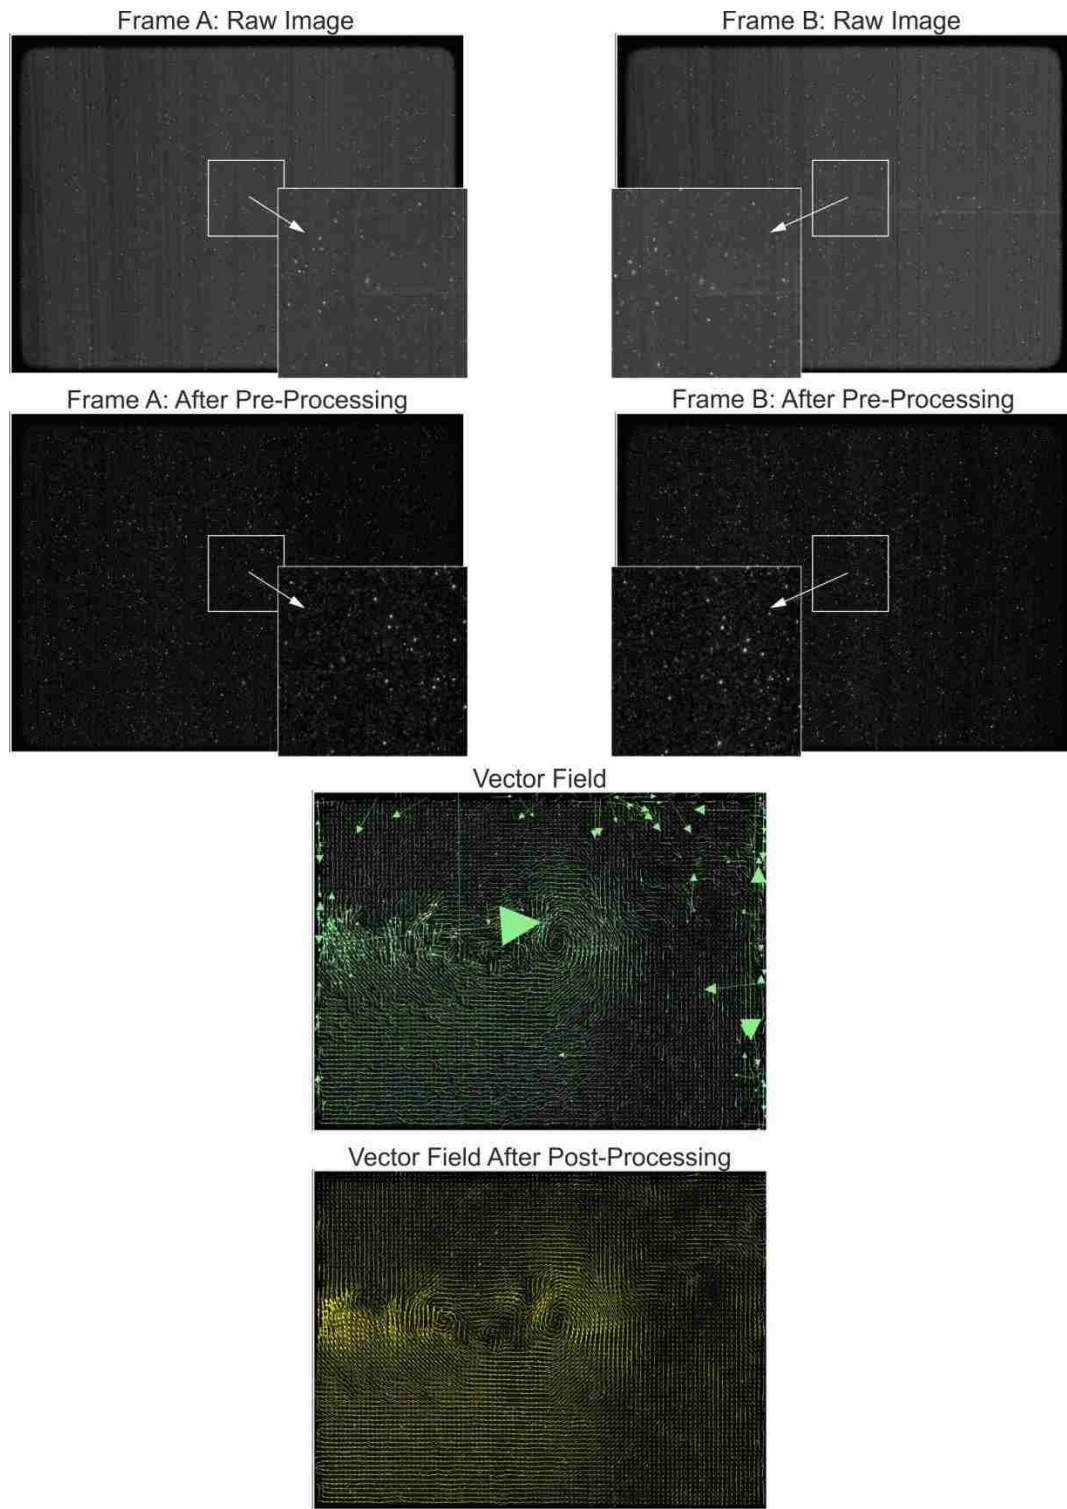 Frame A: Raw Image
Frame B: Raw Image
Frame A: After Pre-Processing
Frame B: After Pre-Processing
Vector Field
Vector Field After Post-Processing